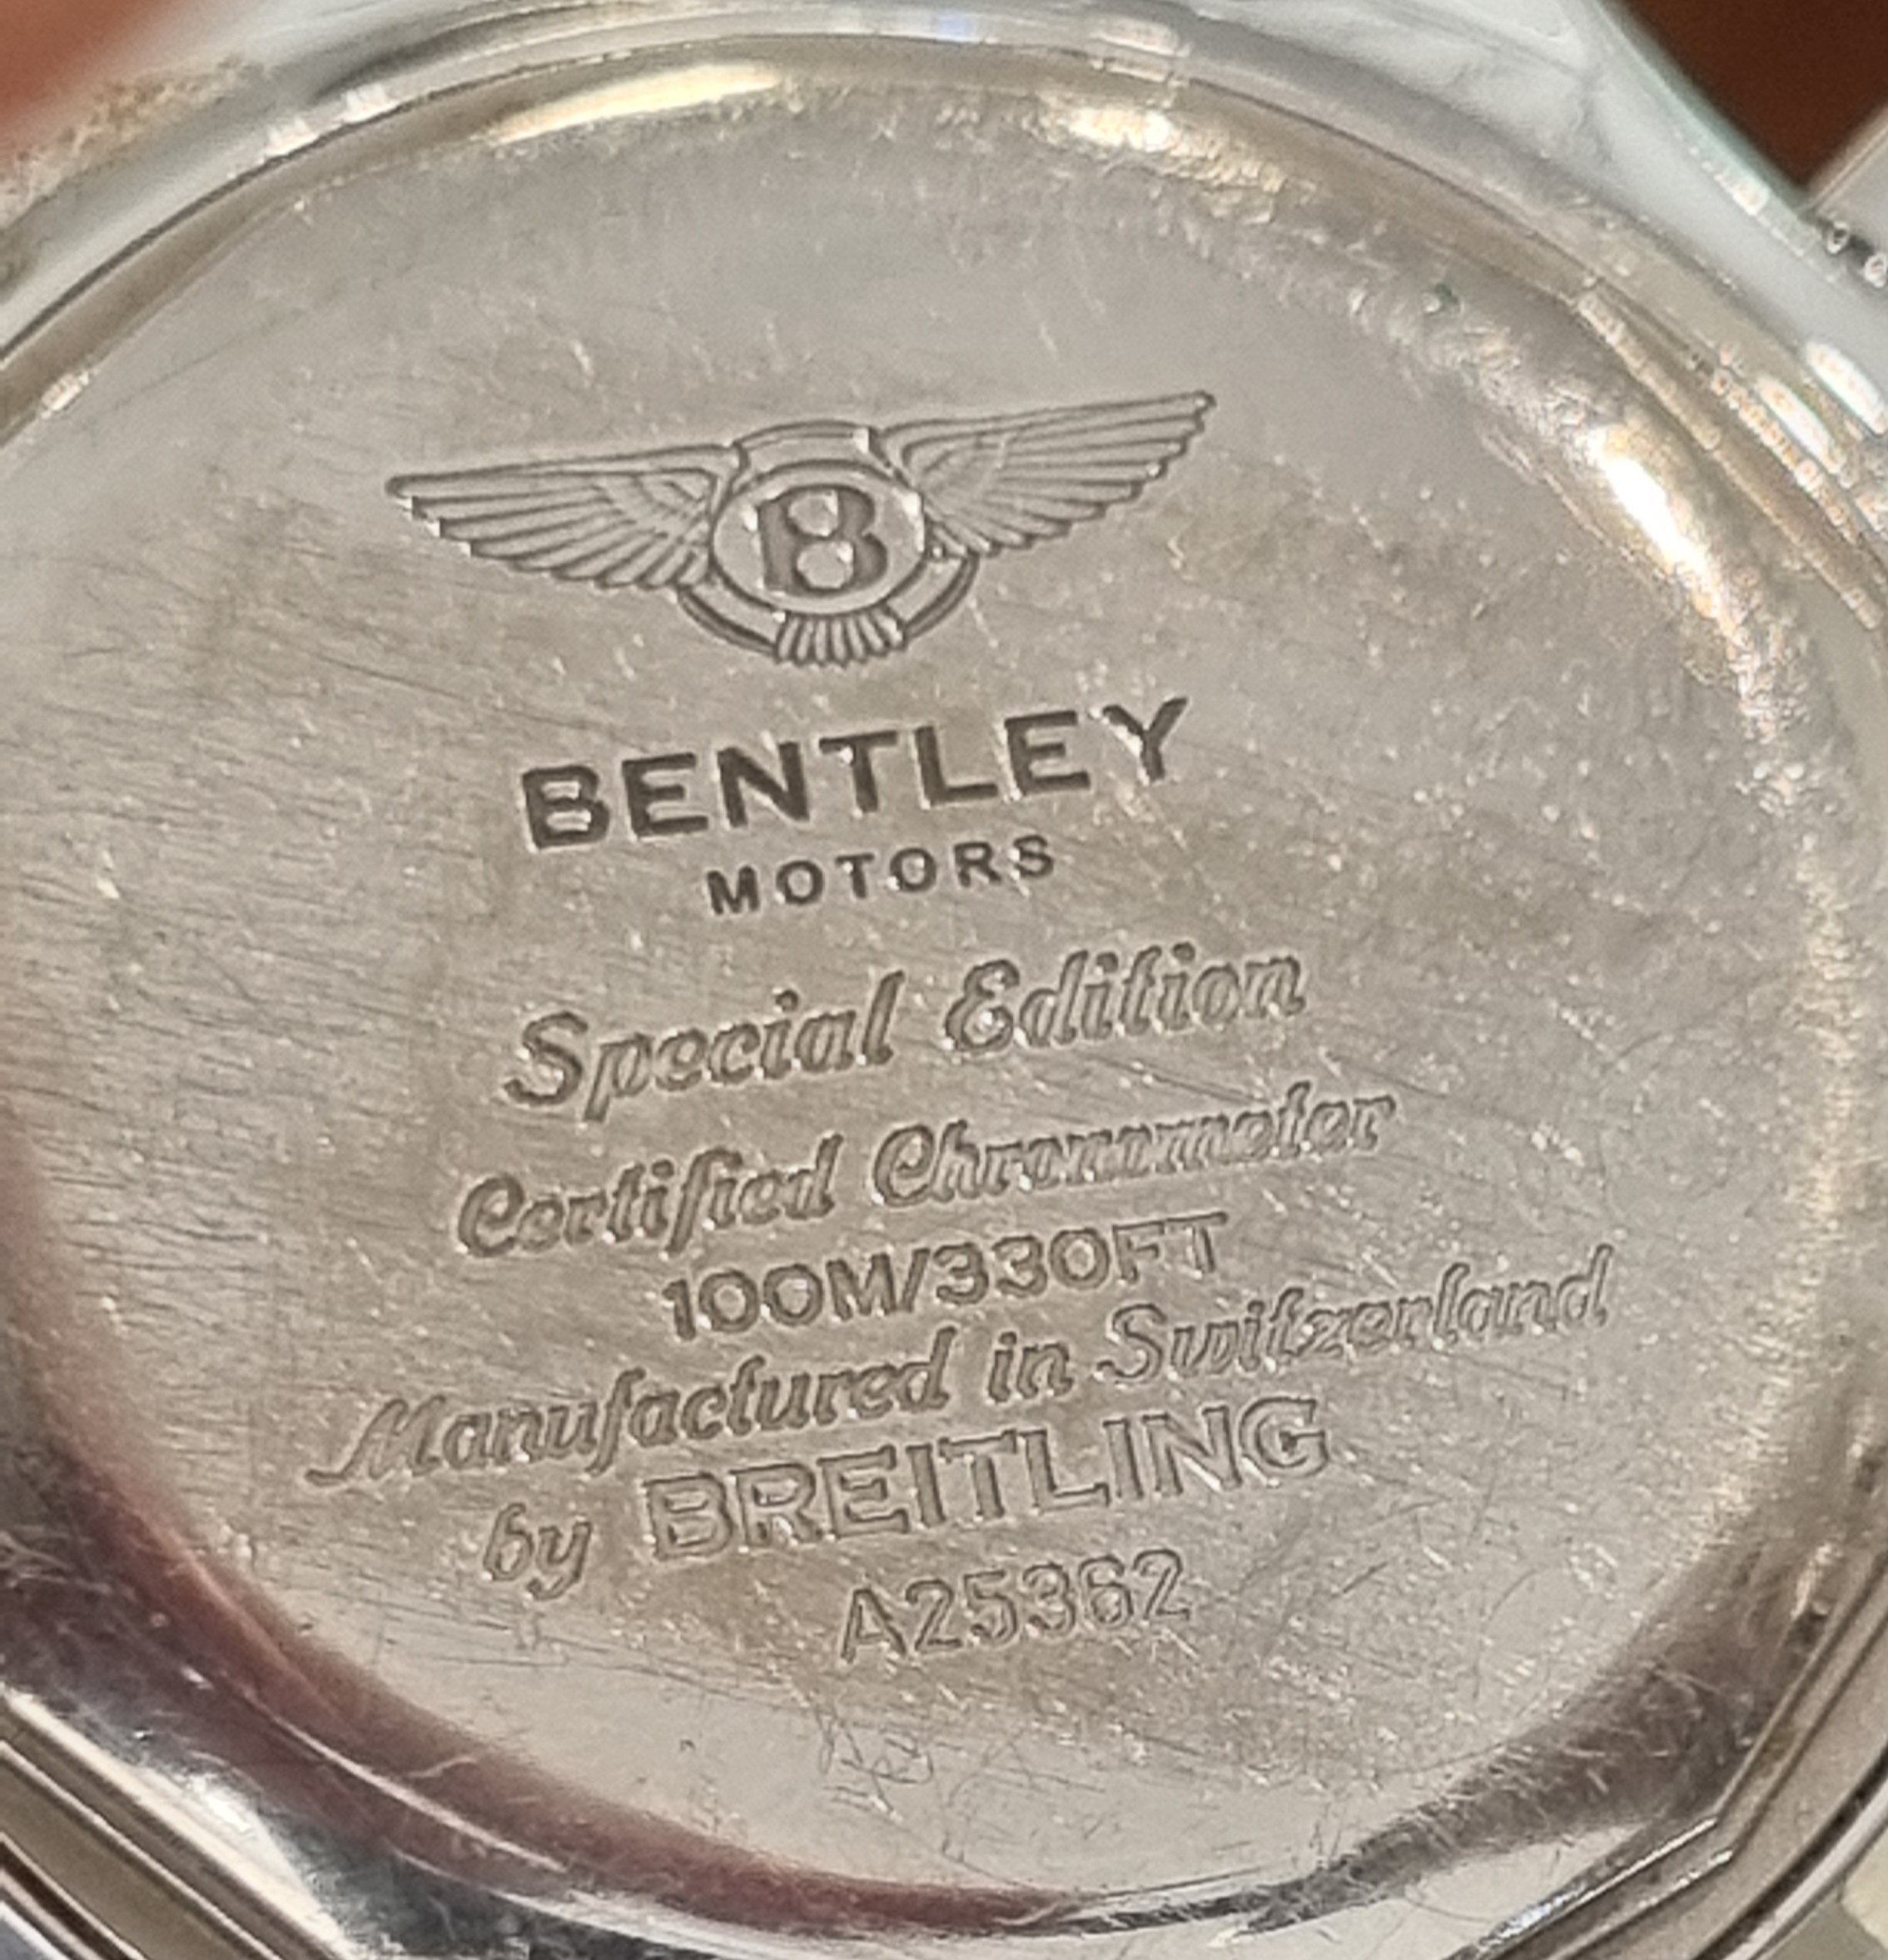 B
BENTLEY
MOTORS
Special Edition
Certified Chronometer
100M/330FT
Manufactured in Switzerland
by BREITLING
A25362